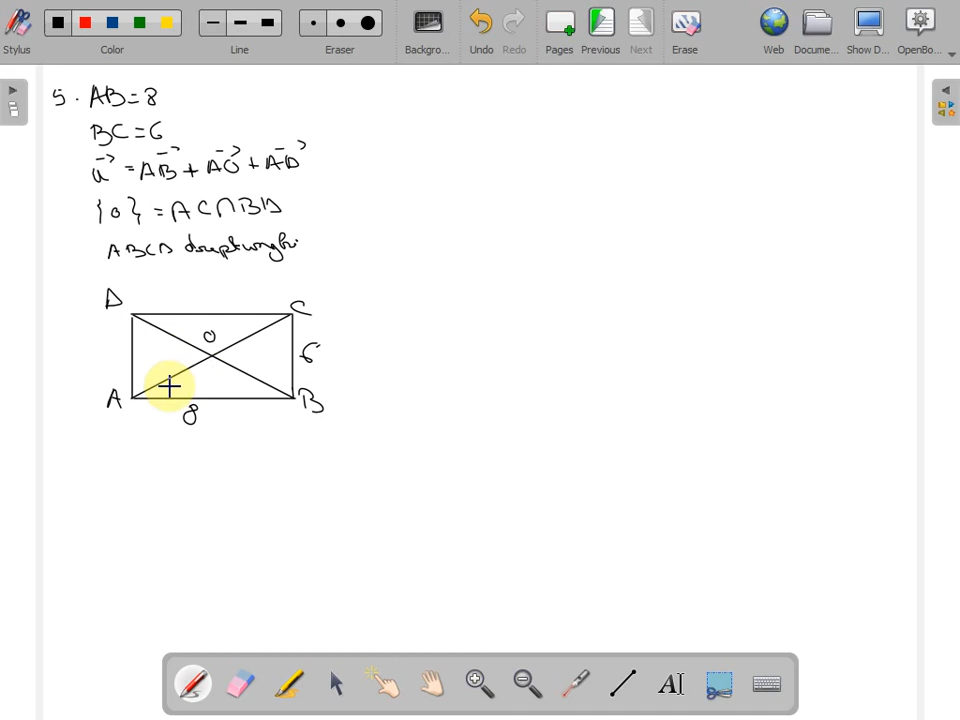 Stylus
Color
Line
Eraser
Backgro...
Undo
Redo
Pages
Previous
Next
Erase
Web
Docume...
Show D...
OpenBo...
5. AB=8
BC=6
u⃗ = AB⃗ + AO⃗ + AD⃗
{O} = AC∩BD
ABCD dreptunghi.
D
C
O
6
A
B
8
AI